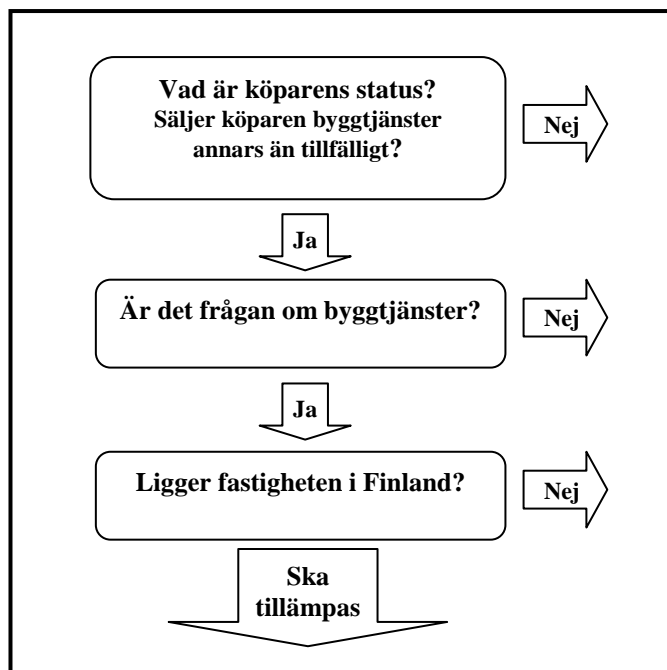 Vad är köparens status?
Säljer köparen byggtjänster
annars än tillfälligt?
Nej
Ja
Är det frågan om byggtjänster?
Nej
Ja
Ligger fastigheten i Finland?
Nej
Ska
tillämpas